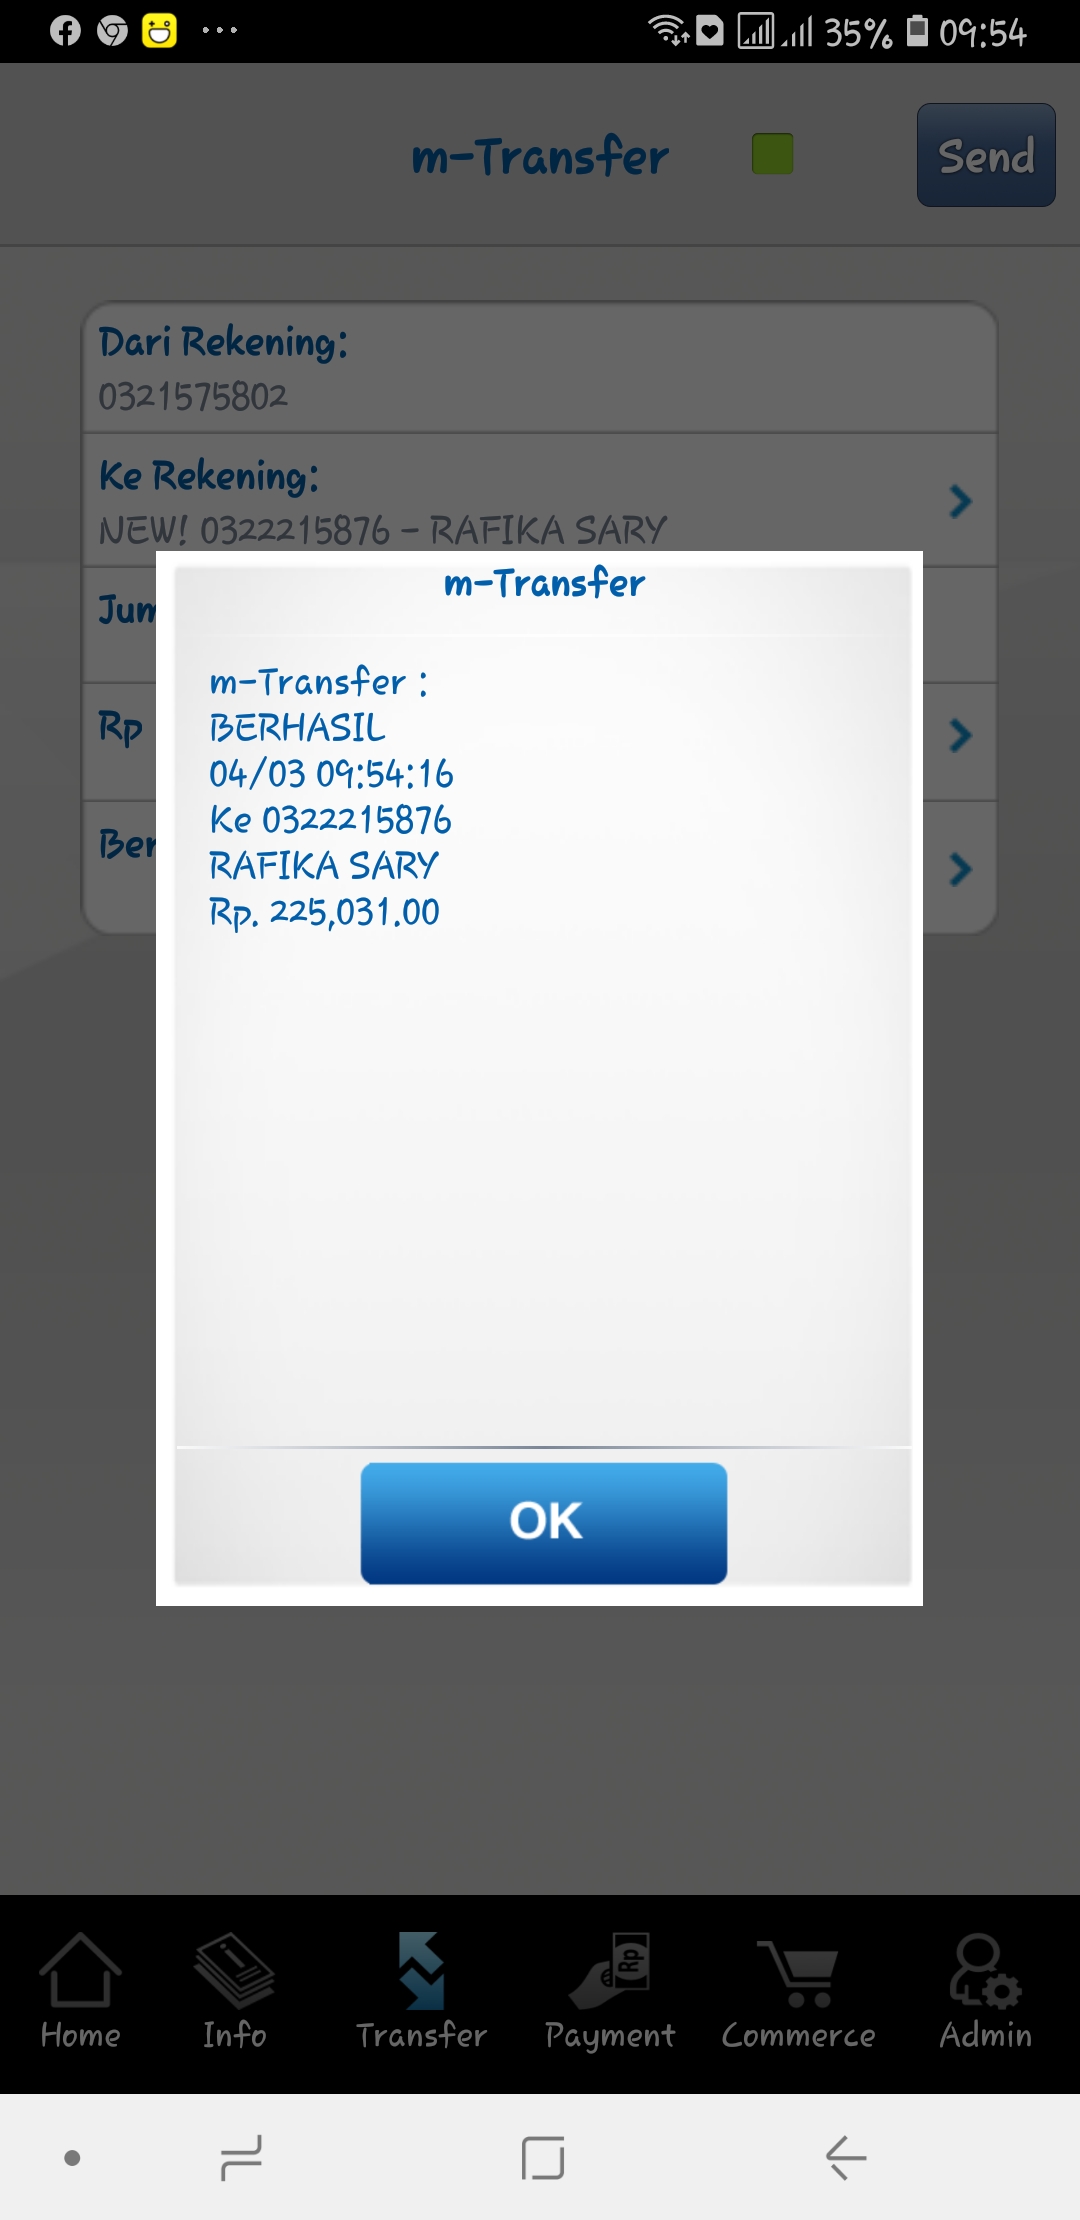 35% 09:54
m-Transfer
Send
Dari Rekening:
0321575802
Ke Rekening:
NEW! 0322215876 - RAFIKA SARY
Jum
Rp
Ber
m-Transfer
m-Transfer :
BERHASIL
04/03 09:54:16
Ke 0322215876
RAFIKA SARY
Rp. 225,031.00
OK
Rp
Home Info Transfer Payment Commerce Admin